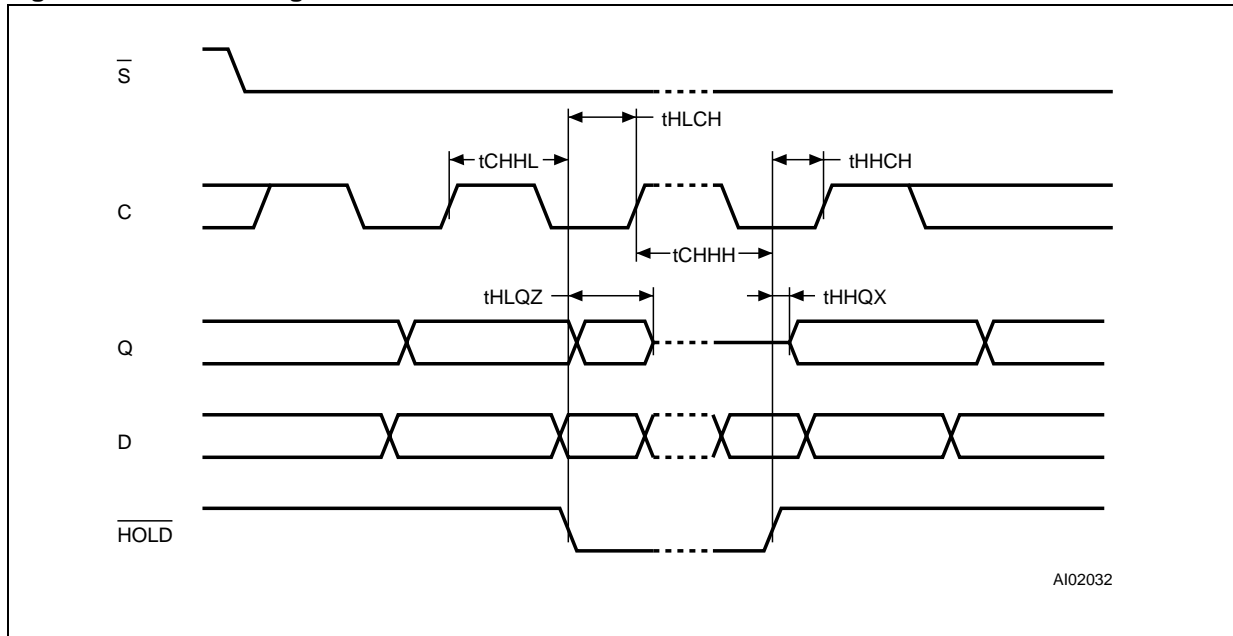 S
tHLCH
tCHHL
tHHCH
C
tCHHH
tHLQZ
tHHQX
Q
D
HOLD
AI02032